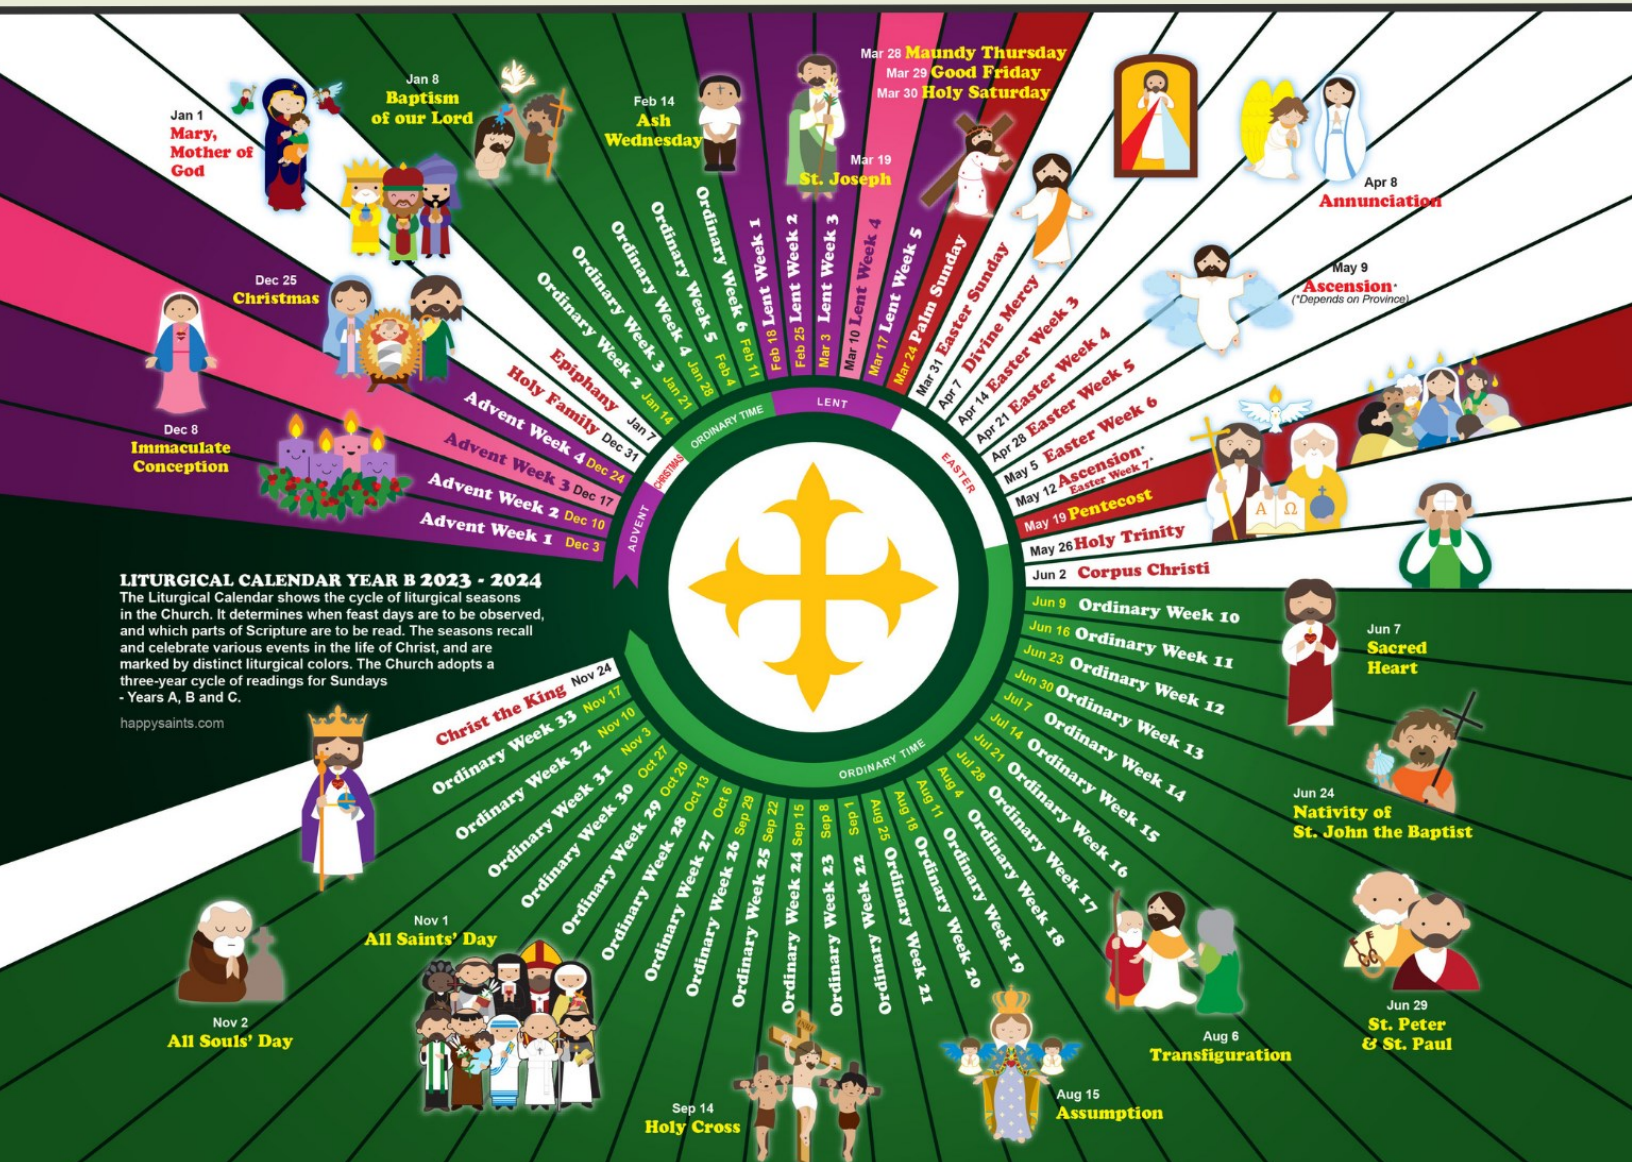 LITURGICAL CALENDAR YEAR B 2023 - 2024
The Liturgical Calendar shows the cycle of liturgical seasons
in the Church. It determines when feast days are to be observed,
and which parts of Scripture are to be read. The seasons recall
and celebrate various events in the life of Christ, and are
marked by distinct liturgical colors. The Church adopts a
three-year cycle of readings for Sundays
- Years A, B and C.
happysaints.com
ADVENT
Advent Week 1 Dec 3
Advent Week 2 Dec 10
Advent Week 3 Dec 17
Advent Week 4 Dec 24
Dec 8
Immaculate
Conception
Dec 25
Christmas
CHRISTMAS
Holy Family Dec 31
Epiphany Jan 7
Jan 1
Mary,
Mother of
God
Jan 8
Baptism
of our Lord
ORDINARY TIME
Ordinary Week 2 Jan 14
Ordinary Week 3 Jan 21
Ordinary Week 4 Jan 28
Ordinary Week 5 Feb 4
Ordinary Week 6 Feb 11
Feb 14
Ash
Wednesday
LENT
Feb 18 Lent Week 1
Feb 25 Lent Week 2
Mar 3 Lent Week 3
Mar 10 Lent Week 4
Mar 17 Lent Week 5
Mar 24 Palm Sunday
Mar 19
St. Joseph
Mar 28 Maundy Thursday
Mar 29 Good Friday
Mar 30 Holy Saturday
EASTER
Mar 31 Easter Sunday
Apr 7 Divine Mercy
Apr 14 Easter Week 3
Apr 21 Easter Week 4
Apr 28 Easter Week 5
May 5 Easter Week 6
May 12 Ascension*
Easter Week 7*
May 19 Pentecost
May 26 Holy Trinity
Jun 2 Corpus Christi
Apr 8
Annunciation
May 9
Ascension*
(*Depends on Province)
Α Ω
ORDINARY TIME
Jun 9 Ordinary Week 10
Jun 16 Ordinary Week 11
Jun 23 Ordinary Week 12
Jun 30 Ordinary Week 13
Jul 7 Ordinary Week 14
Jul 14 Ordinary Week 15
Jul 21 Ordinary Week 16
Jul 28 Ordinary Week 17
Aug 4 Ordinary Week 18
Aug 11 Ordinary Week 19
Aug 18 Ordinary Week 20
Aug 25 Ordinary Week 21
Sep 1 Ordinary Week 22
Sep 8 Ordinary Week 23
Ordinary Week 24 Sep 15
Ordinary Week 25 Sep 22
Ordinary Week 26 Sep 29
Ordinary Week 27 Oct 6
Ordinary Week 28 Oct 13
Ordinary Week 29 Oct 20
Ordinary Week 30 Oct 27
Ordinary Week 31 Nov 3
Ordinary Week 32 Nov 10
Ordinary Week 33 Nov 17
Christ the King Nov 24
Jun 7
Sacred
Heart
Jun 24
Nativity of
St. John the Baptist
Jun 29
St. Peter
& St. Paul
Aug 6
Transfiguration
Aug 15
Assumption
Sep 14
Holy Cross
Nov 1
All Saints' Day
Nov 2
All Souls' Day